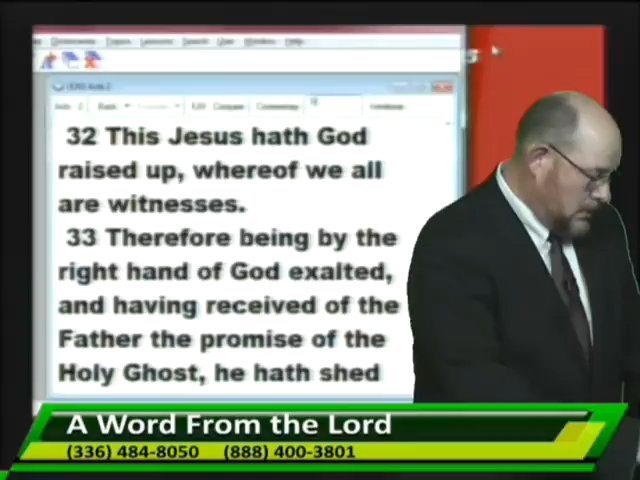 32 This Jesus hath God
raised up, whereof we all
are witnesses.
33 Therefore being by the
right hand of God exalted,
and having received of the
Father the promise of the
Holy Ghost, he hath shed
A Word From the Lord
(336) 484-8050 (888) 400-3801